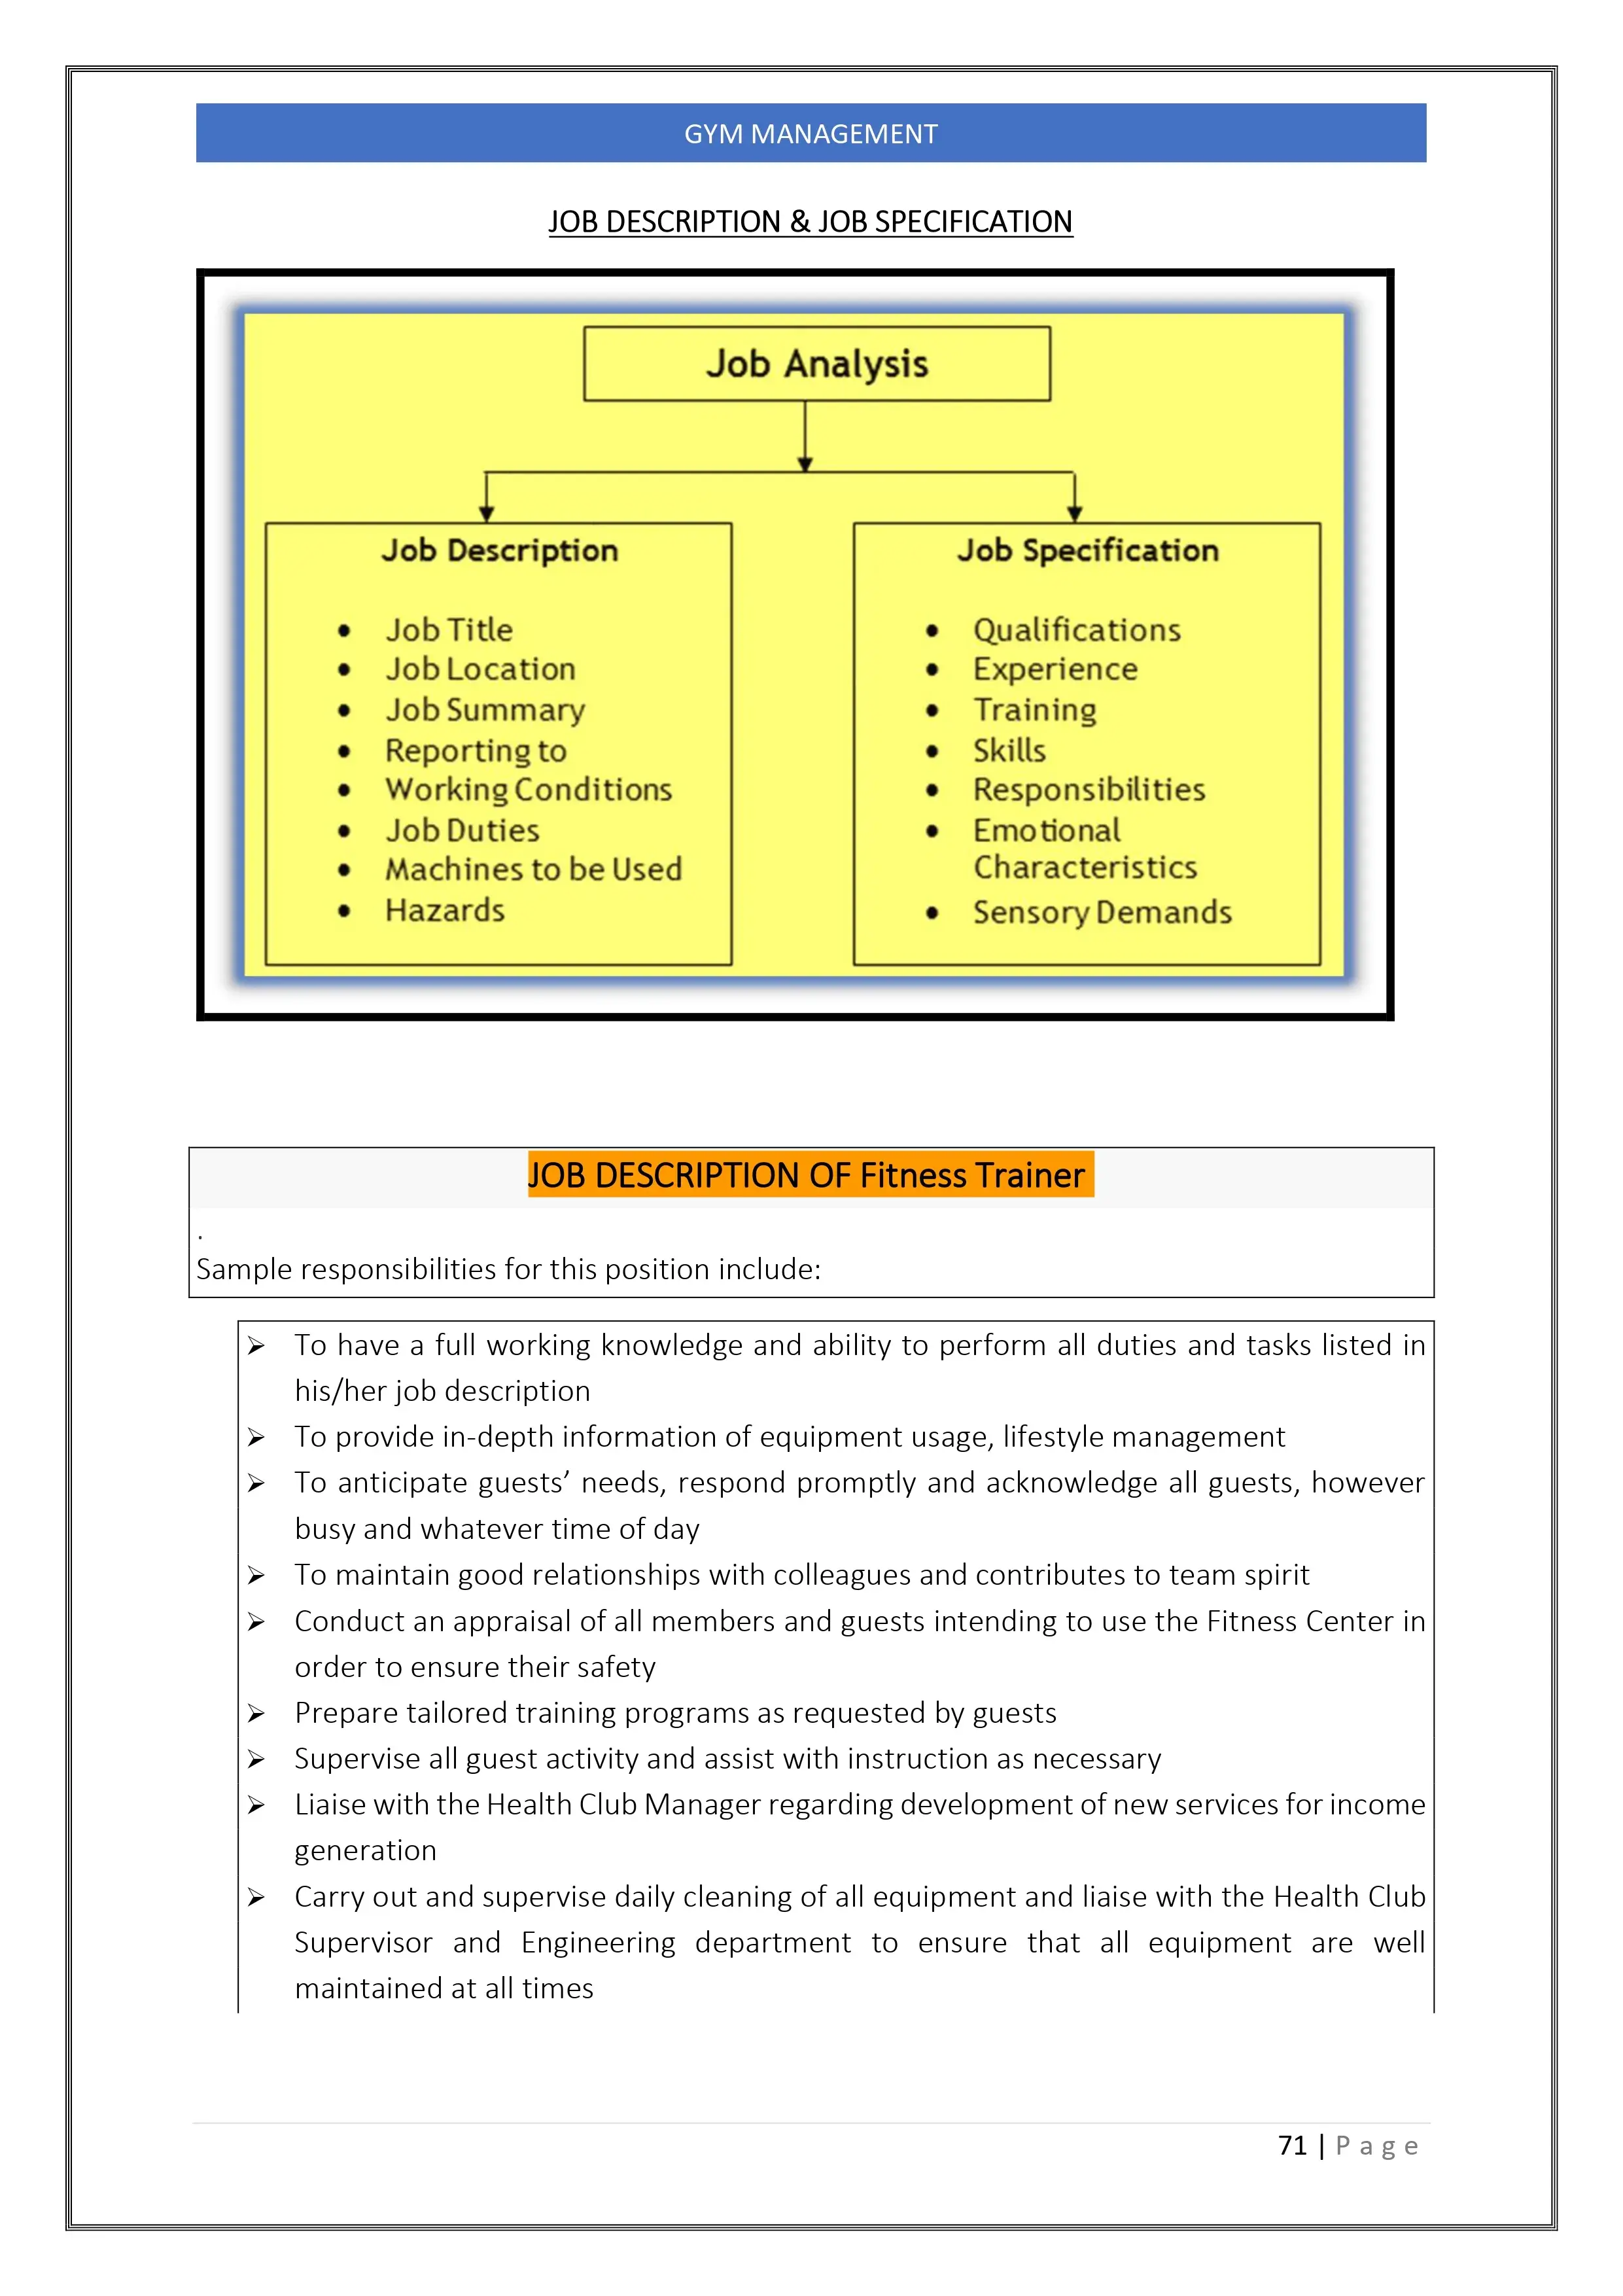 GYM MANAGEMENT
JOB DESCRIPTION & JOB SPECIFICATION
Job Analysis
Job Description
• Job Title
• Job Location
• Job Summary
• Reporting to
• Working Conditions
• Job Duties
• Machines to be Used
• Hazards
Job Specification
• Qualifications
• Experience
• Training
• Skills
• Responsibilities
• Emotional
Characteristics
• Sensory Demands
JOB DESCRIPTION OF Fitness Trainer
.
Sample responsibilities for this position include:
➢ To have a full working knowledge and ability to perform all duties and tasks listed in
his/her job description
➢ To provide in-depth information of equipment usage, lifestyle management
➢ To anticipate guests’ needs, respond promptly and acknowledge all guests, however
busy and whatever time of day
➢ To maintain good relationships with colleagues and contributes to team spirit
➢ Conduct an appraisal of all members and guests intending to use the Fitness Center in
order to ensure their safety
➢ Prepare tailored training programs as requested by guests
➢ Supervise all guest activity and assist with instruction as necessary
➢ Liaise with the Health Club Manager regarding development of new services for income
generation
➢ Carry out and supervise daily cleaning of all equipment and liaise with the Health Club
Supervisor and Engineering department to ensure that all equipment are well
maintained at all times
71 | Page